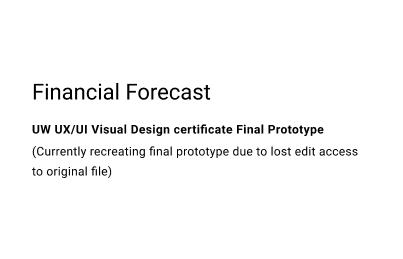 Financial Forecast
UW UX/UI Visual Design certificate Final Prototype
(Currently recreating final prototype due to lost edit access
to original file)